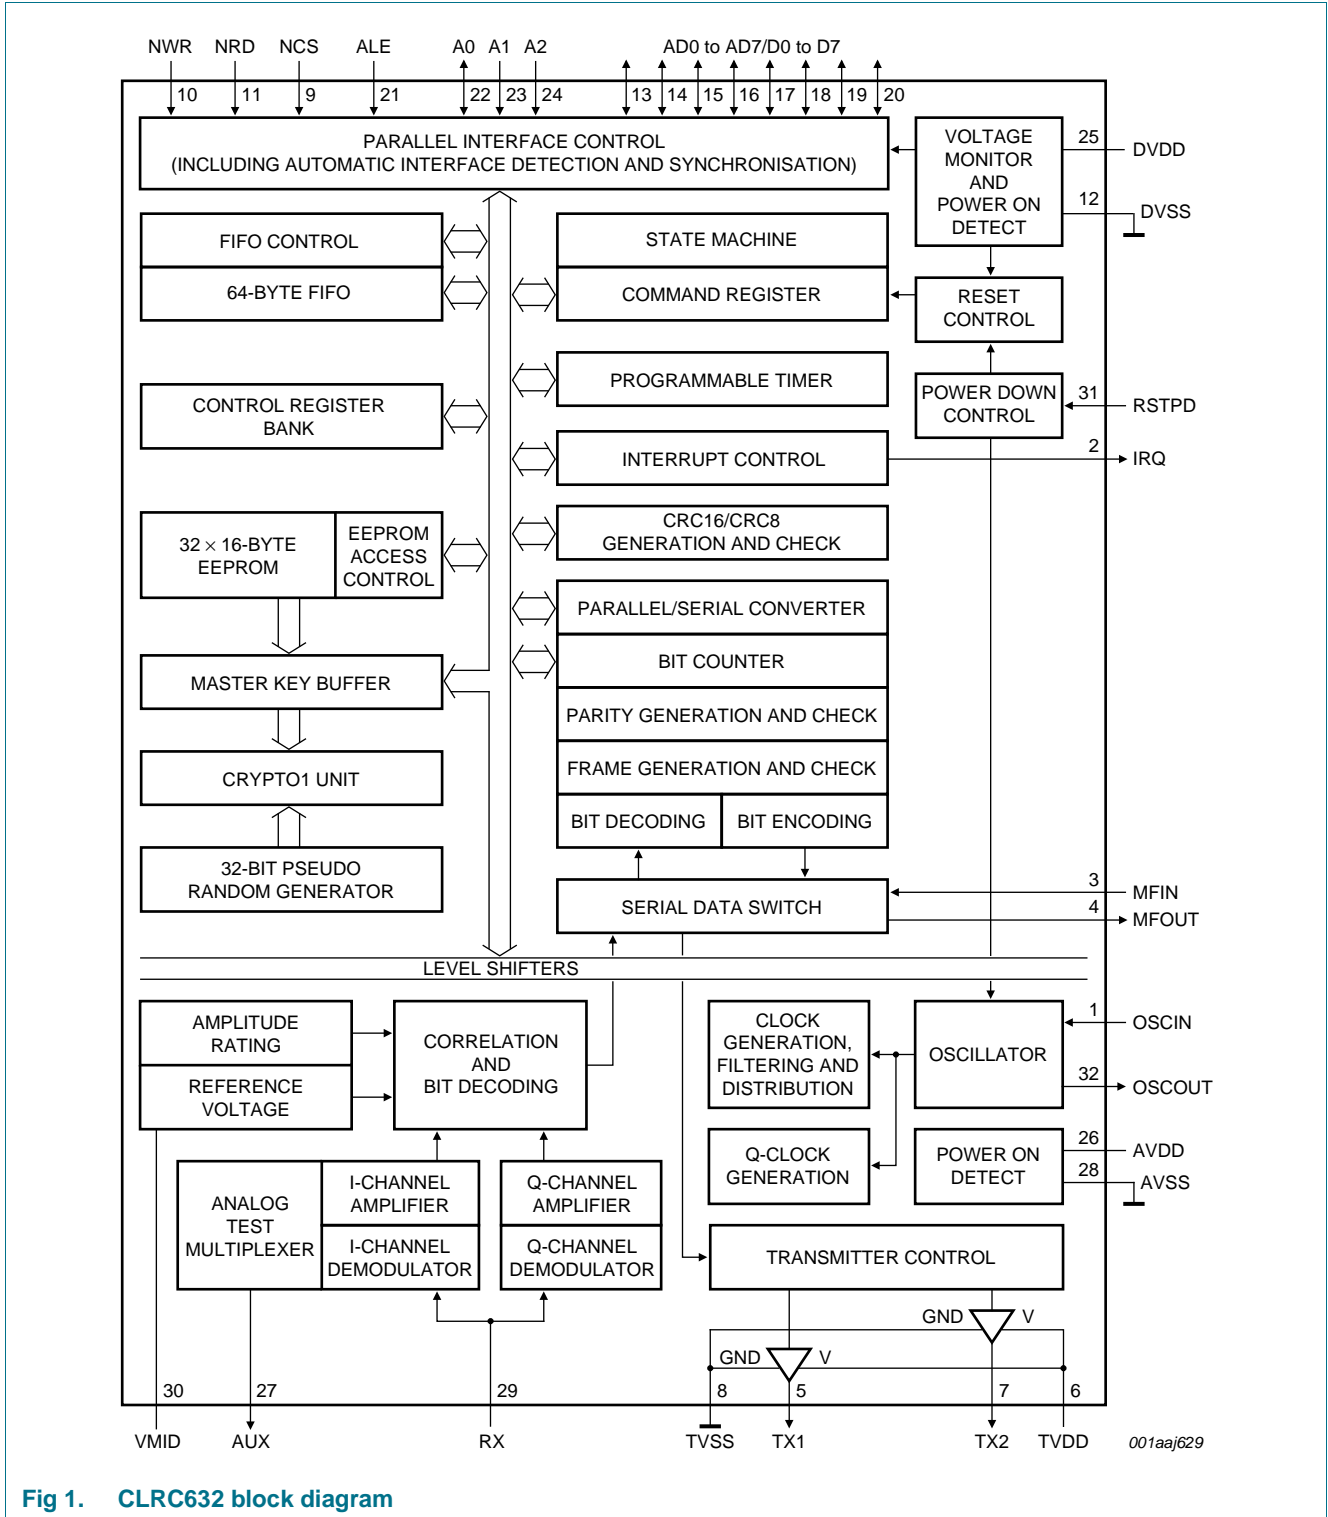 NWR NRD NCS ALE A0 A1 A2 AD0 to AD7/D0 to D7
10 11 9 21 22 23 24 13 14 15 16 17 18 19 20
PARALLEL INTERFACE CONTROL
(INCLUDING AUTOMATIC INTERFACE DETECTION AND SYNCHRONISATION)
VOLTAGE
MONITOR
AND
POWER ON
DETECT
25 DVDD
12 DVSS
FIFO CONTROL
64-BYTE FIFO
STATE MACHINE
COMMAND REGISTER
RESET
CONTROL
PROGRAMMABLE TIMER
POWER DOWN
CONTROL
31 RSTPD
CONTROL REGISTER
BANK
INTERRUPT CONTROL
2 IRQ
CRC16/CRC8
GENERATION AND CHECK
32 × 16-BYTE
EEPROM
EEPROM
ACCESS
CONTROL
PARALLEL/SERIAL CONVERTER
BIT COUNTER
MASTER KEY BUFFER
PARITY GENERATION AND CHECK
FRAME GENERATION AND CHECK
CRYPTO1 UNIT
BIT DECODING BIT ENCODING
32-BIT PSEUDO
RANDOM GENERATOR
SERIAL DATA SWITCH
3 MFIN
4 MFOUT
LEVEL SHIFTERS
AMPLITUDE
RATING
REFERENCE
VOLTAGE
CORRELATION
AND
BIT DECODING
CLOCK
GENERATION,
FILTERING AND
DISTRIBUTION
OSCILLATOR
1 OSCIN
32 OSCOUT
Q-CLOCK
GENERATION
POWER ON
DETECT
26 AVDD
28 AVSS
ANALOG
TEST
MULTIPLEXER
I-CHANNEL
AMPLIFIER
I-CHANNEL
DEMODULATOR
Q-CHANNEL
AMPLIFIER
Q-CHANNEL
DEMODULATOR
TRANSMITTER CONTROL
GND V
GND V
30 27 29 8 5 7 6
VMID AUX RX TVSS TX1 TX2 TVDD 001aaj629
Fig 1. CLRC632 block diagram